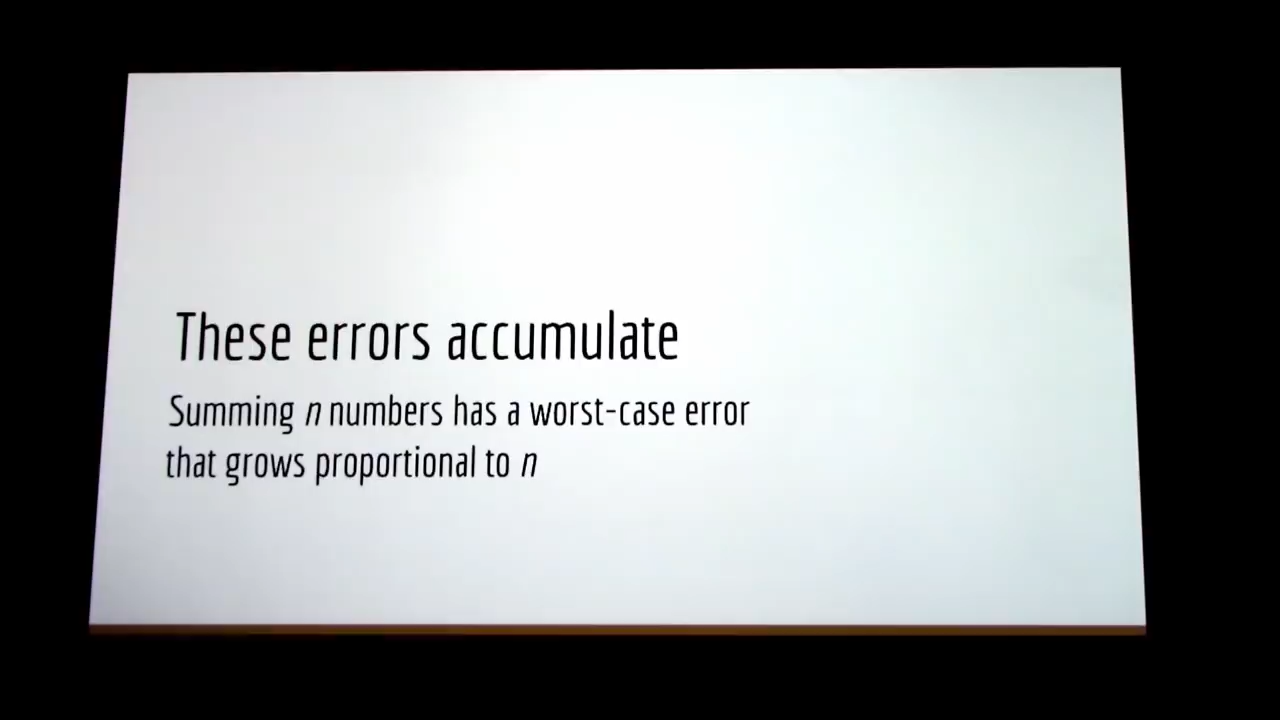 These errors accumulate
Summing n numbers has a worst-case error
that grows proportional to n